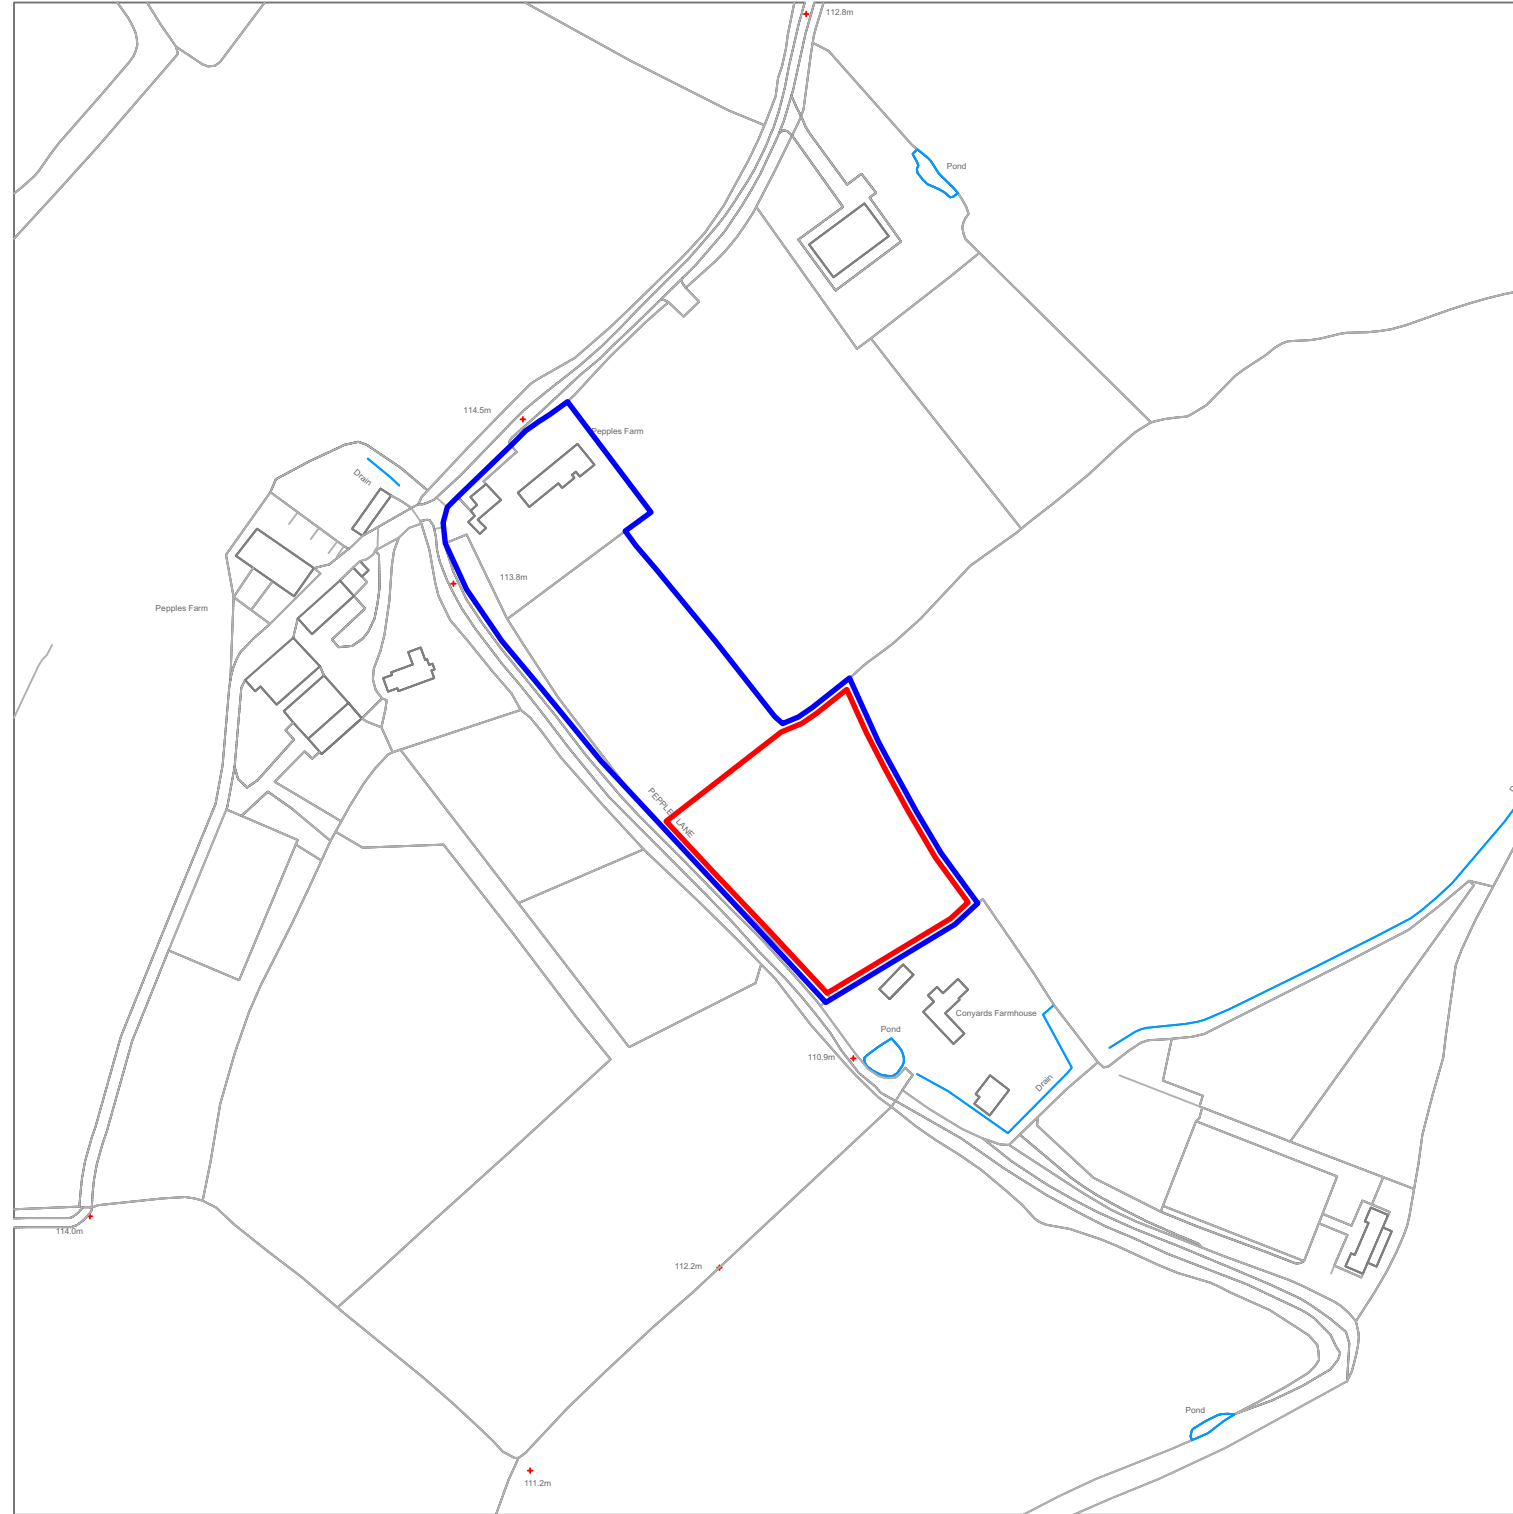 112.8m
Pond
114.5m
Pepples Farm
Drain
113.8m
Pepples Farm
PEPPLES LANE
Conyards Farmhouse
Pond
110.9m
Drain
114.0m
112.2m
Pond
111.2m